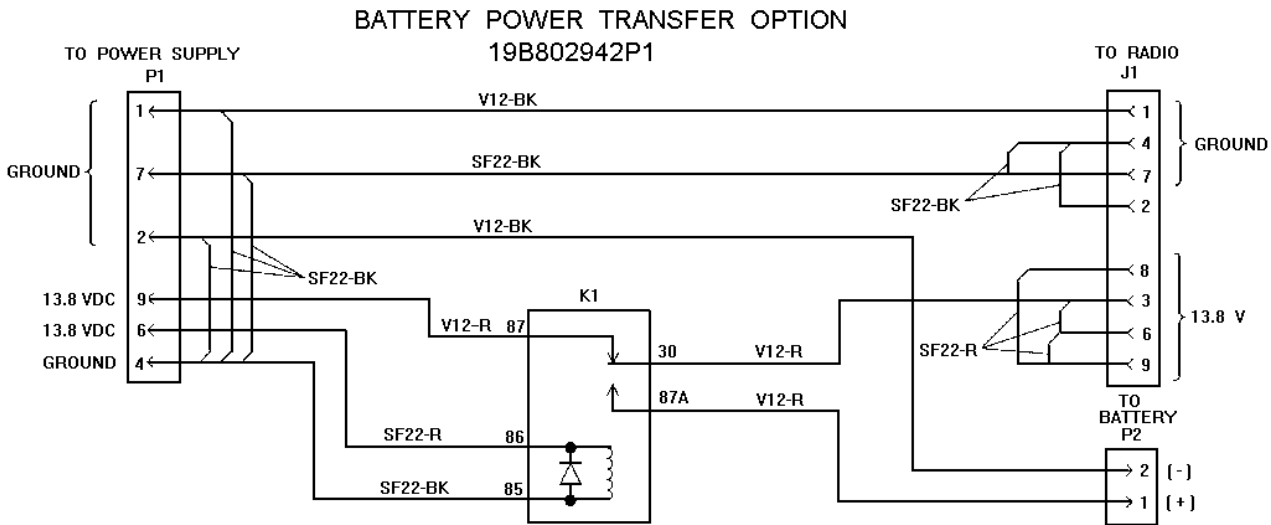 BATTERY POWER TRANSFER OPTION
19B802942P1
TO POWER SUPPLY
P1
TO RADIO
J1
1
V12-BK
1
4
GROUND
7
SF22-BK
7
GROUND
SF22-BK
2
2
V12-BK
SF22-BK
8
13.8 VDC
9
K1
3
13.8 VDC
6
V12-R
87
13.8 V
6
GROUND
4
30
V12-R
SF22-R
9
87A
V12-R
TO
BATTERY
P2
SF22-R
86
2
(-)
SF22-BK
85
1
(+)